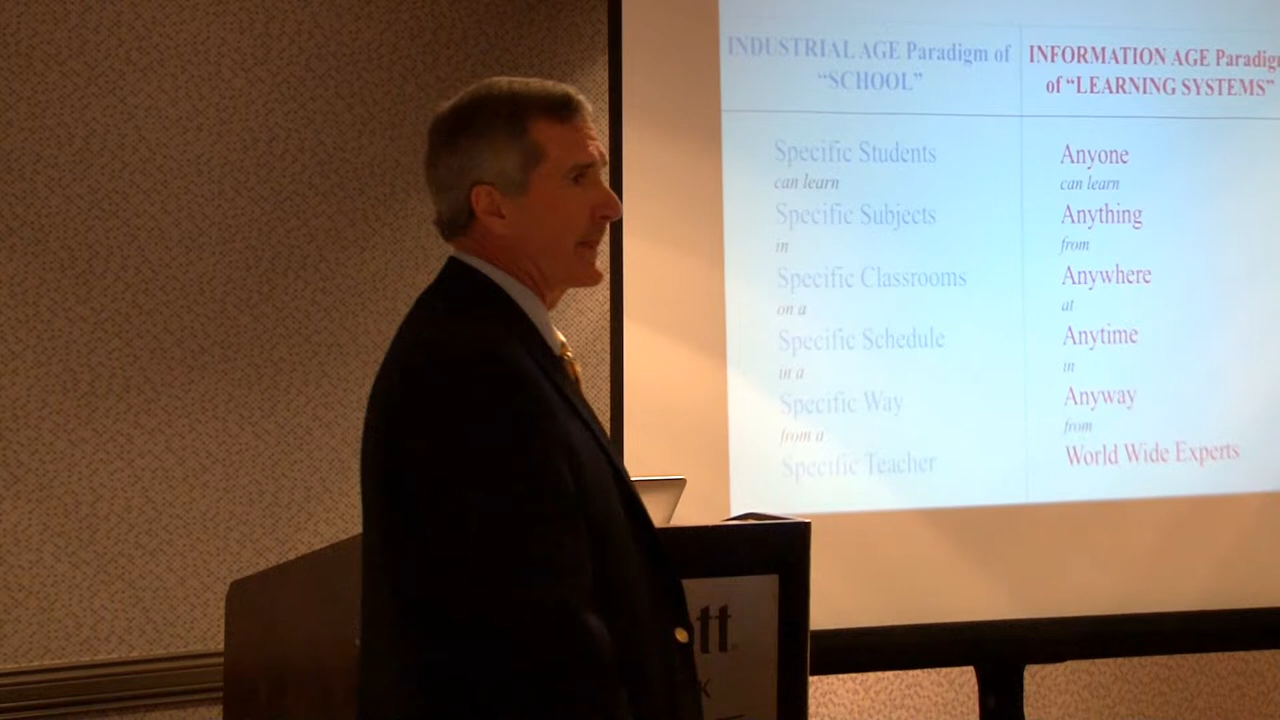 INDUSTRIAL AGE Paradigm of
“SCHOOL”
Specific Students
can learn
Specific Subjects
in
Specific Classrooms
on a
Specific Schedule
in a
Specific Way
from a
Specific Teacher
INFORMATION AGE Paradigm
of “LEARNING SYSTEMS”
Anyone
can learn
Anything
from
Anywhere
at
Anytime
in
Anyway
from
World Wide Experts
tt
K